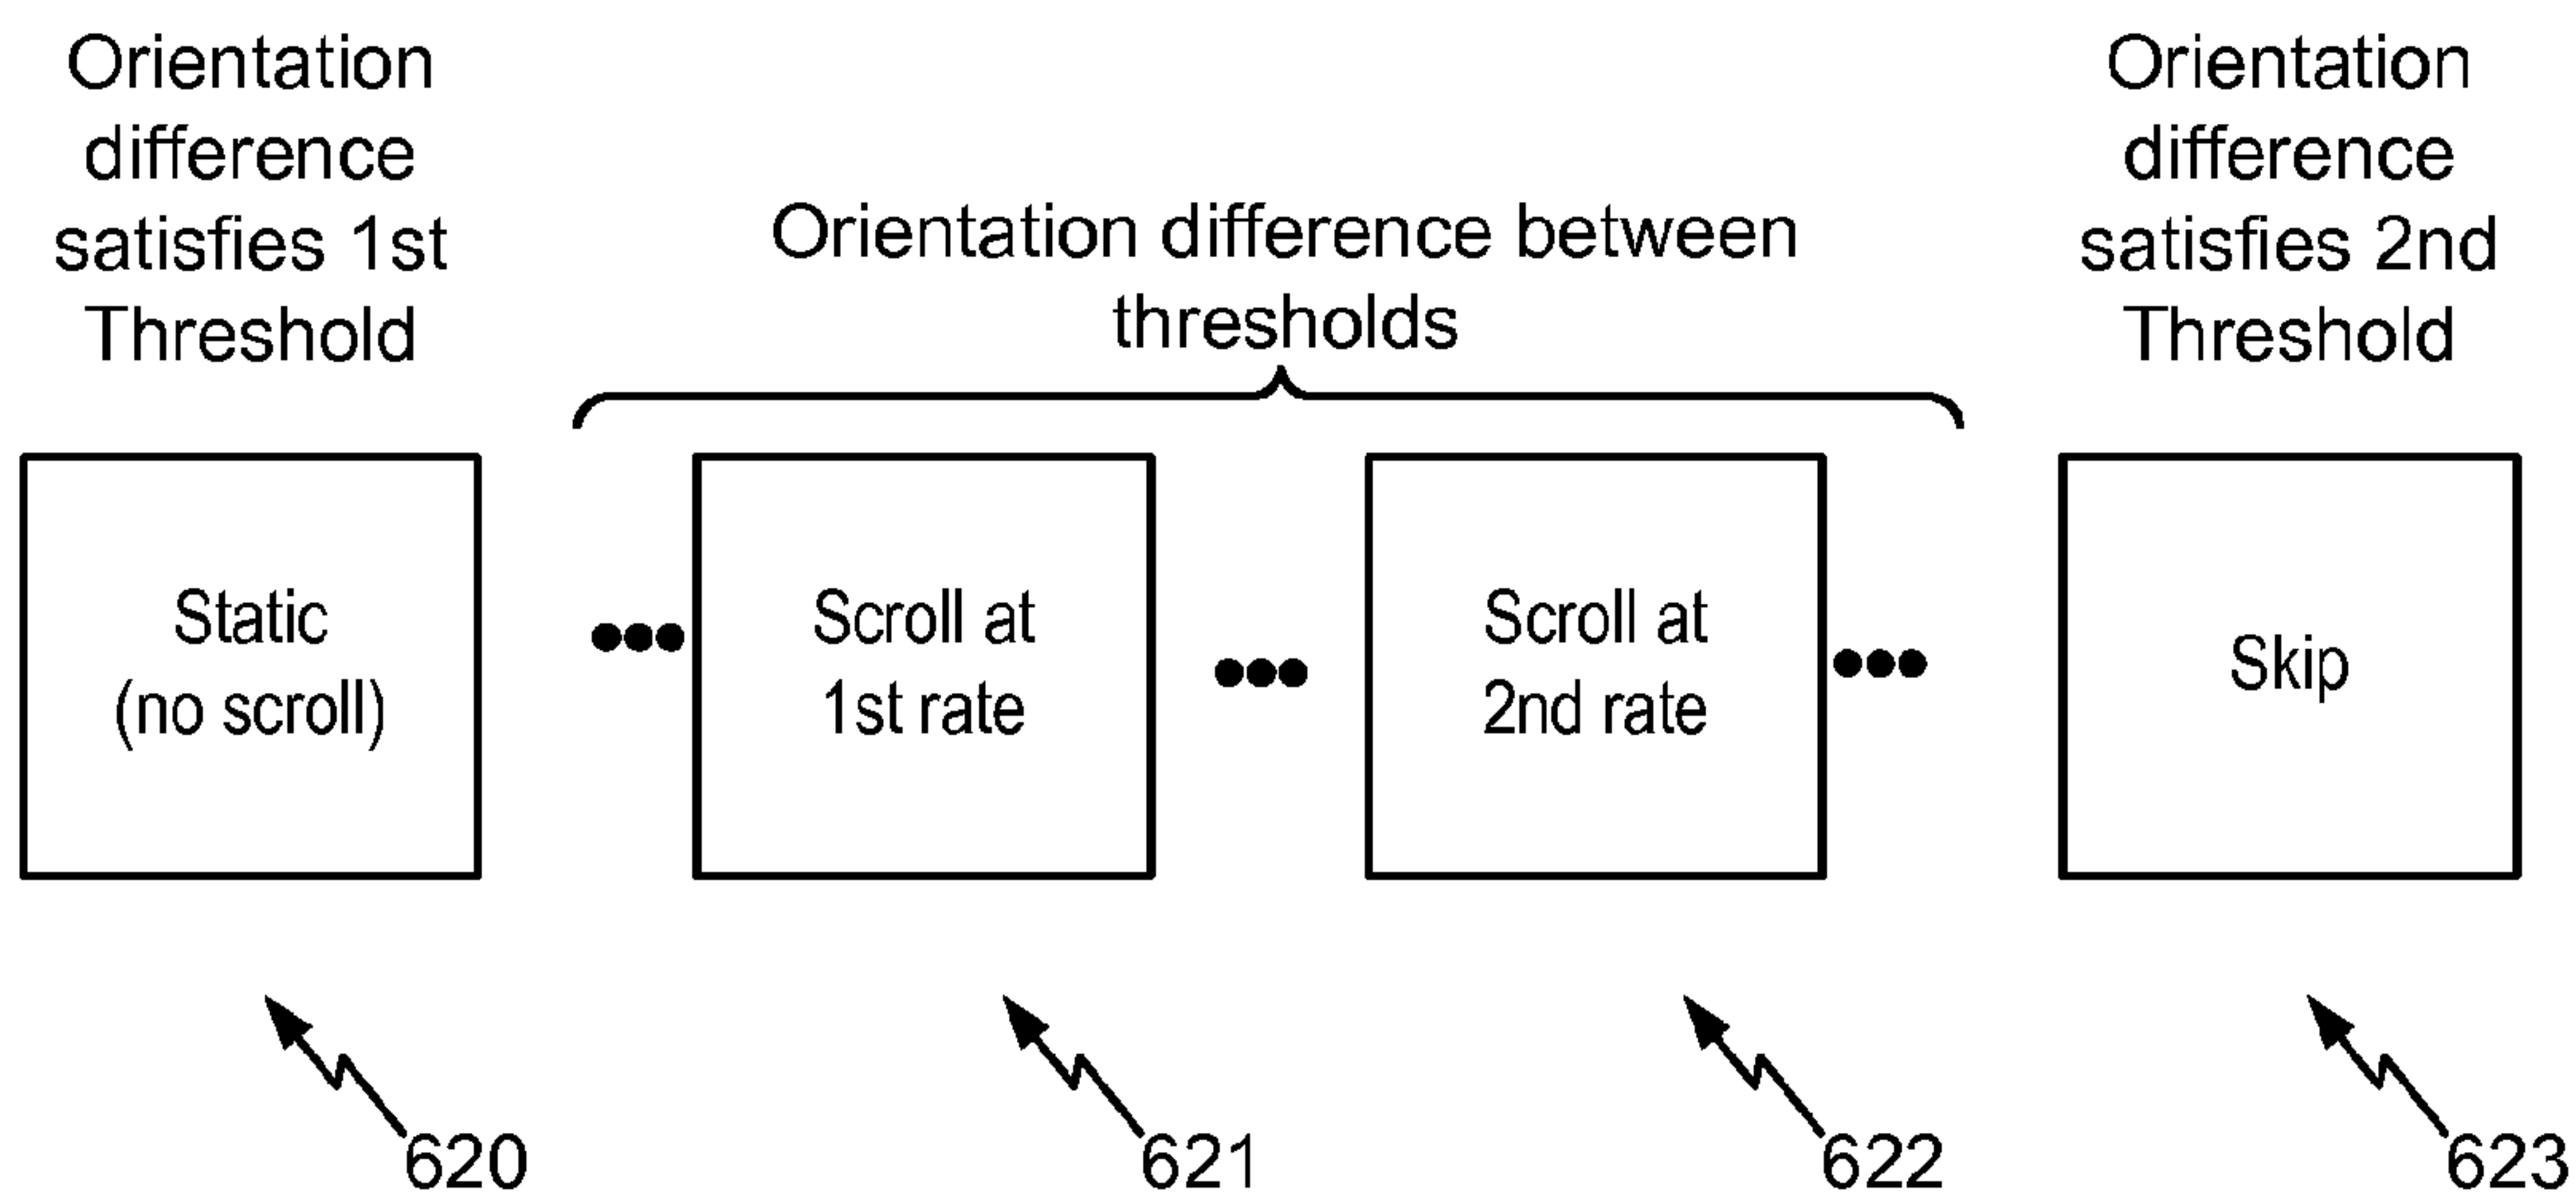 Orientation
difference
satisfies 1st
Threshold
Orientation difference between
thresholds
Orientation
difference
satisfies 2nd
Threshold
Static
(no scroll)
Scroll at
1st rate
Scroll at
2nd rate
Skip
620
621
622
623